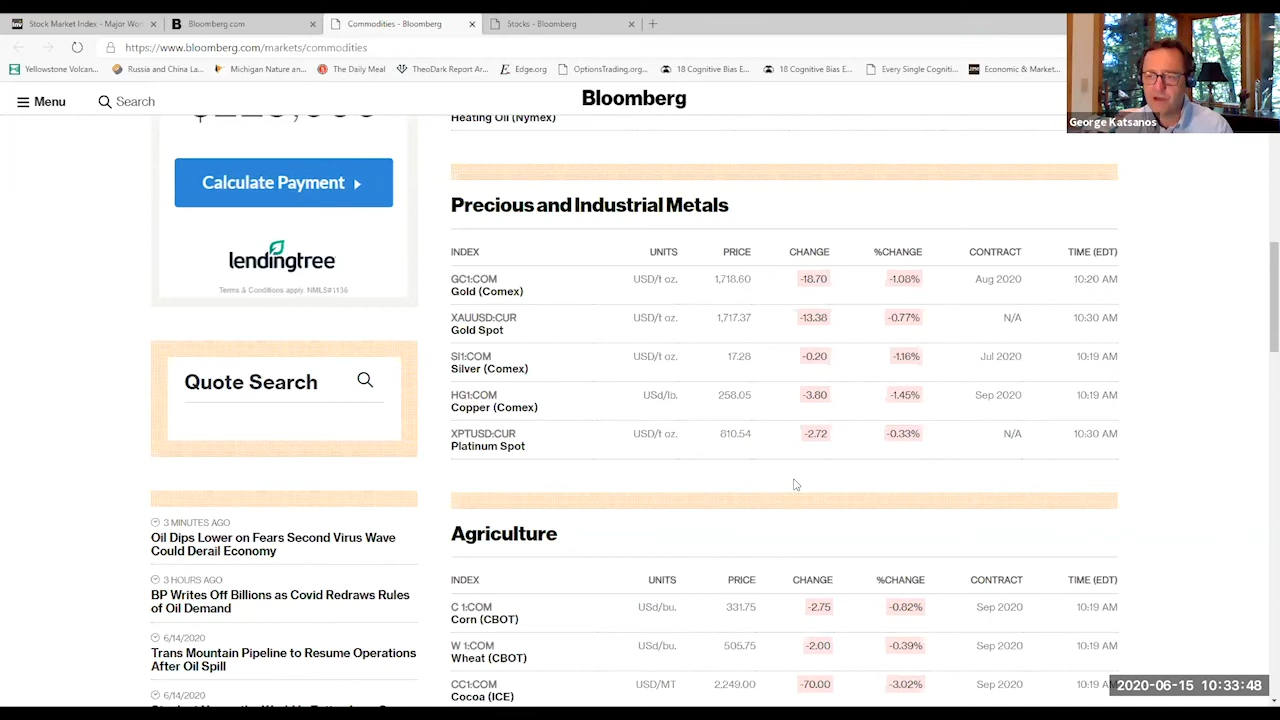 Stock Market Index - Major Wor
Bloomberg.com
Commodities - Bloomberg
Stocks - Bloomberg
https://www.bloomberg.com/markets/commodities
Yellowstone Volcan...
Russia and China La...
Michigan Nature an...
The Daily Meal
TheoDark Report Ar...
Edge.org
OptionsTrading.org...
18 Cognitive Bias E...
18 Cognitive Bias E...
Every Single Cogniti...
Economic & Market...
Menu
Search
Bloomberg
George Katsanos
Heating Oil (Nymex)
Calculate Payment
lendingtree
Terms & Conditions apply. NMLS#1136
Quote Search
3 MINUTES AGO
Oil Dips Lower on Fears Second Virus Wave
Could Derail Economy
3 HOURS AGO
BP Writes Off Billions as Covid Redraws Rules
of Oil Demand
6/14/2020
Trans Mountain Pipeline to Resume Operations
After Oil Spill
6/14/2020
Precious and Industrial Metals
INDEX UNITS PRICE CHANGE %CHANGE CONTRACT TIME (EDT)
GC1:COM USD/t oz. 1,718.60 -18.70 -1.08% Aug 2020 10:20 AM
Gold (Comex)
XAUUSD:CUR USD/t oz. 1,717.37 -13.38 -0.77% N/A 10:30 AM
Gold Spot
SI1:COM USD/t oz. 17.28 -0.20 -1.16% Jul 2020 10:19 AM
Silver (Comex)
HG1:COM USd/lb. 258.05 -3.80 -1.45% Sep 2020 10:19 AM
Copper (Comex)
XPTUSD:CUR USD/t oz. 810.54 -2.72 -0.33% N/A 10:30 AM
Platinum Spot
Agriculture
INDEX UNITS PRICE CHANGE %CHANGE CONTRACT TIME (EDT)
C 1:COM USd/bu. 331.75 -2.75 -0.82% Sep 2020 10:19 AM
Corn (CBOT)
W 1:COM USd/bu. 505.75 -2.00 -0.39% Sep 2020 10:19 AM
Wheat (CBOT)
CC1:COM USD/MT 2,249.00 -70.00 -3.02% Sep 2020 10:19 AM
Cocoa (ICE)
2020-06-15 10:33:48